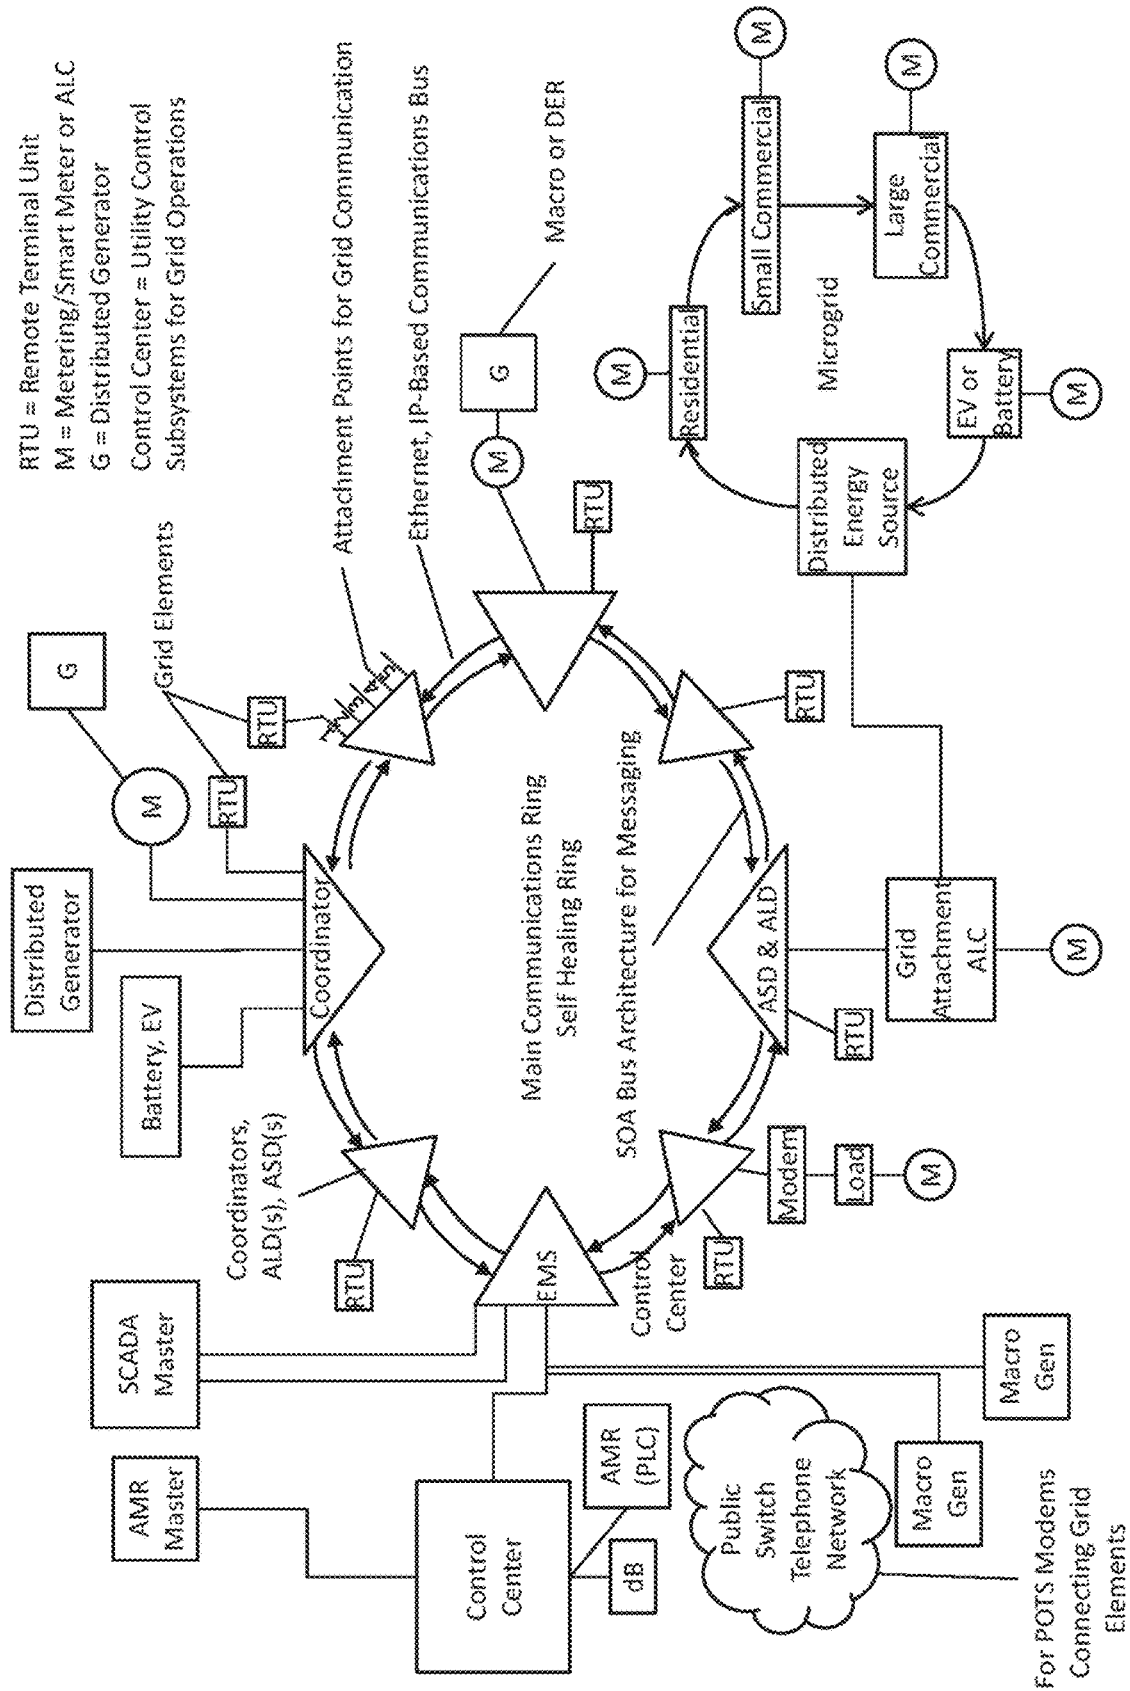 RTU = Remote Terminal Unit
M = Metering/Smart Meter or ALC
G = Distributed Generator
Control Center = Utility Control
Subsystems for Grid Operations
AMR
Master
SCADA
Master
Battery, EV
Distributed
Generator
M
G
RTU
RTU
Grid Elements
Coordinators,
ALD(s), ASD(s)
RTU
Coordinator
Attachment Points for Grid Communication
Ethernet, IP-Based Communications Bus
Control
Center
EMS
M
G
Macro or DER
RTU
Main Communications Ring
Self Healing Ring
SOA Bus Architecture for Messaging
dB
AMR
(PLC)
Control
Center
RTU
Modem
Load
M
ASD & ALD
RTU
RTU
Public
Switch
Telephone
Network
Macro
Gen
Macro
Gen
Grid
Attachment
ALC
M
Distributed
Energy
Source
Residential
M
Small Commercial
M
Microgrid
Large
Commercial
M
EV or
Battery
M
For POTS Modems
Connecting Grid
Elements